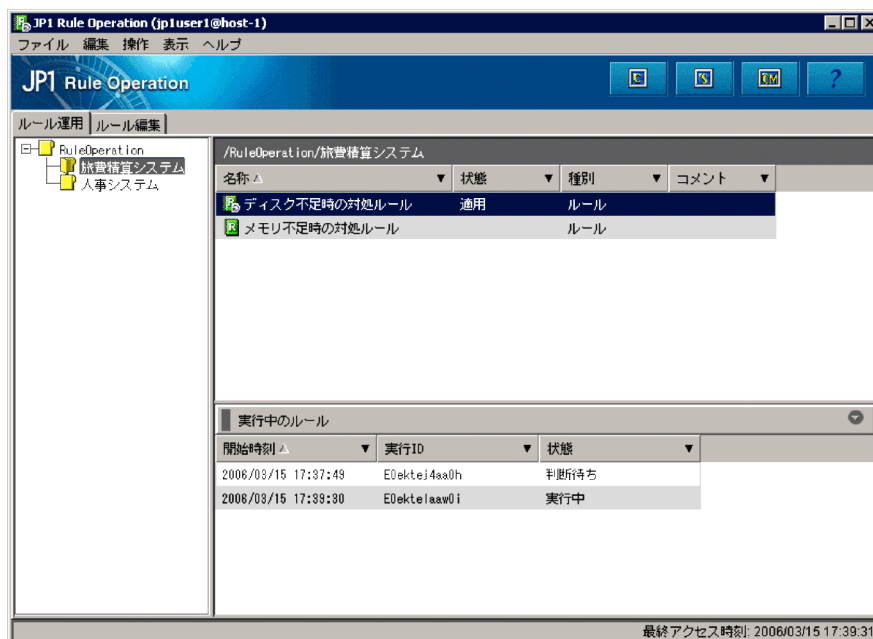 JP1 Rule Operation (jp1user1@host-1)
ファイル 編集 操作 表示 ヘルプ
JP1 Rule Operation
C S CM ?
ルール運用 ルール編集
RuleOperation
旅費精算システム
人事システム
/RuleOperation/旅費精算システム
名称 状態 種別 コメント
ディスク不足時の対処ルール 適用 ルール
メモリ不足時の対処ルール ルール
実行中のルール
開始時刻 実行ID 状態
2006/03/15 17:37:49 E0ektei4aa0h 判断待ち
2006/03/15 17:39:30 E0ektelaaw0i 実行中
最終アクセス時刻: 2006/03/15 17:39:31